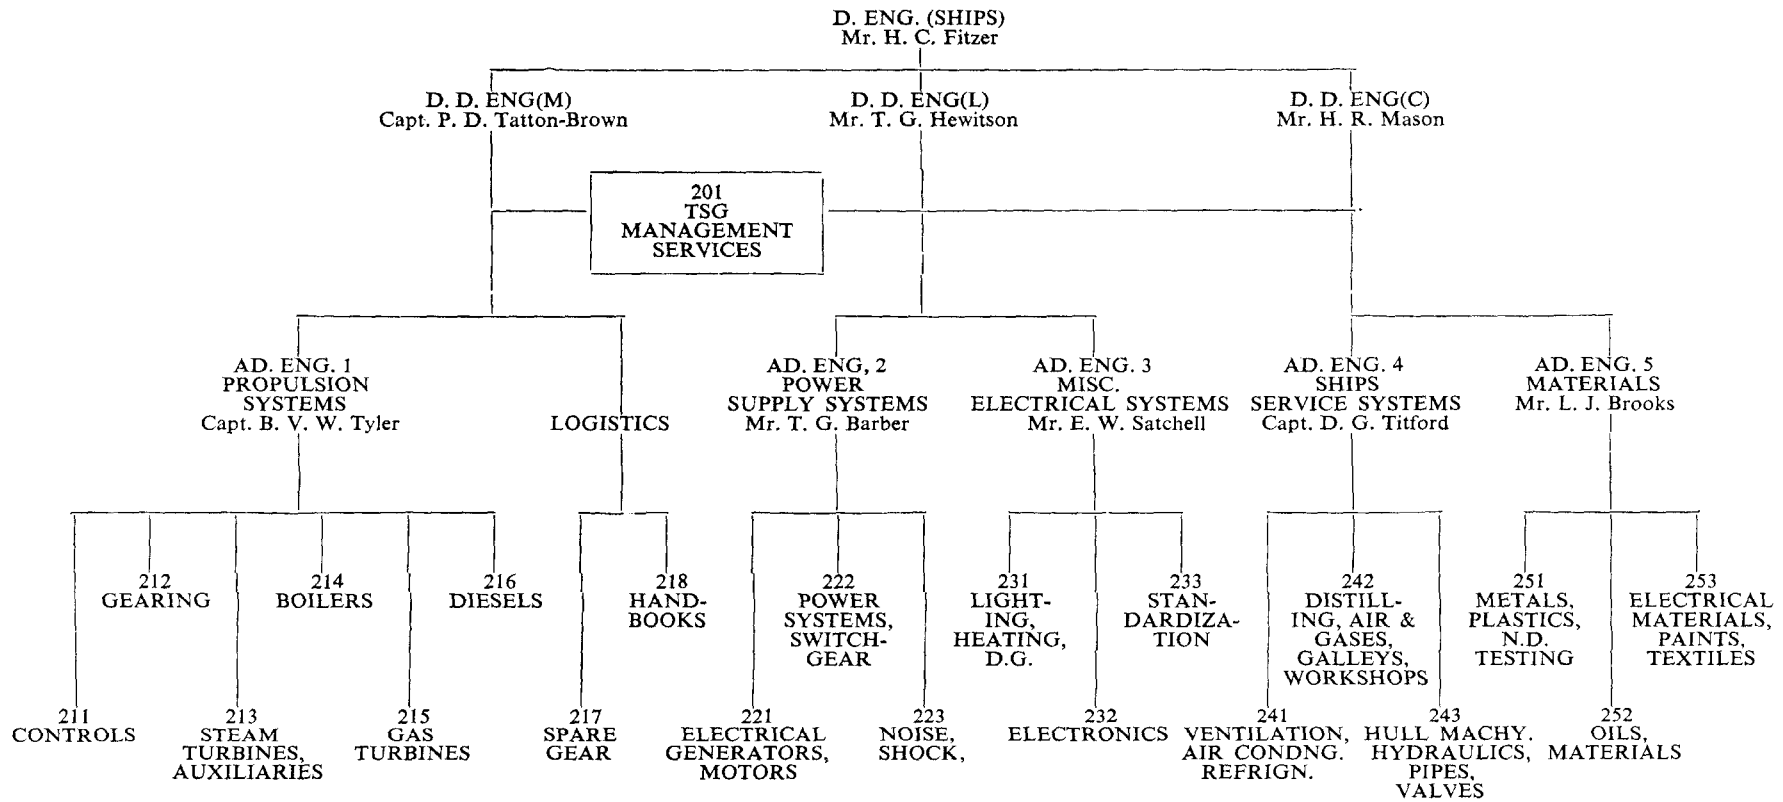 D. ENG. (SHIPS)
Mr. H. C. Fitzer
D. D. ENG(M)
Capt. P. D. Tatton-Brown
D. D. ENG(L)
Mr. T. G. Hewitson
D. D. ENG(C)
Mr. H. R. Mason
201
TSG
MANAGEMENT
SERVICES
AD. ENG. 1
PROPULSION
SYSTEMS
Capt. B. V. W. Tyler
LOGISTICS
AD. ENG, 2
POWER
SUPPLY SYSTEMS
Mr. T. G. Barber
AD. ENG. 3
MISC.
ELECTRICAL SYSTEMS
Mr. E. W. Satchell
AD. ENG. 4
SHIPS
SERVICE SYSTEMS
Capt. D. G. Titford
AD. ENG. 5
MATERIALS
Mr. L. J. Brooks
212
GEARING
214
BOILERS
216
DIESELS
218
HAND-
BOOKS
222
POWER
SYSTEMS,
SWITCH-
GEAR
231
LIGHT-
ING,
HEATING,
D.G.
233
STAN-
DARDIZA-
TION
242
DISTILL-
ING, AIR &
GASES,
GALLEYS,
WORKSHOPS
251
METALS,
PLASTICS,
N.D.
TESTING
253
ELECTRICAL
MATERIALS,
PAINTS,
TEXTILES
211
CONTROLS
213
STEAM
TURBINES,
AUXILIARIES
215
GAS
TURBINES
217
SPARE
GEAR
221
ELECTRICAL
GENERATORS,
MOTORS
223
NOISE,
SHOCK,
232
ELECTRONICS
241
VENTILATION,
AIR CONDNG.
REFRIGN.
243
HULL MACHY.
HYDRAULICS,
PIPES,
VALVES
252
OILS,
MATERIALS